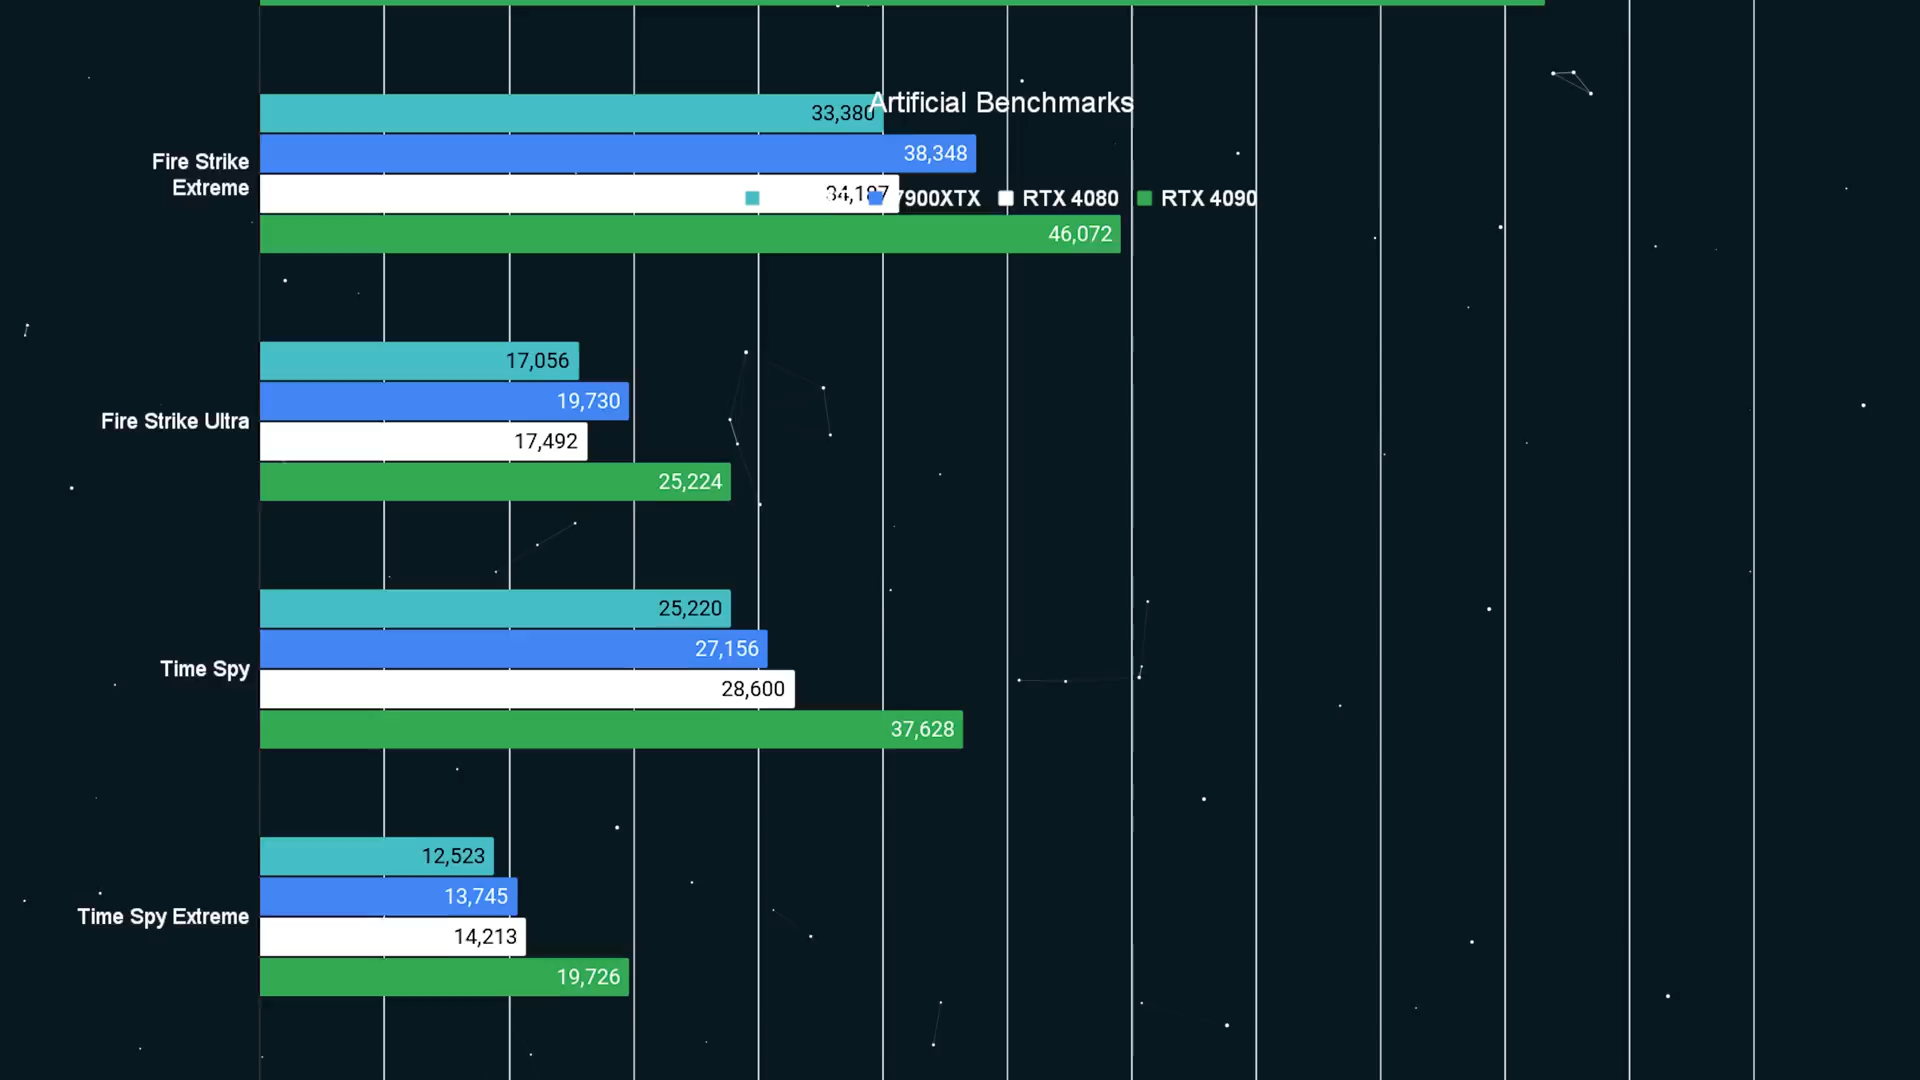 Artificial Benchmarks
33,380
38,348
Fire Strike
Extreme
34,187
7900XTX RTX 4080 RTX 4090
46,072
17,056
19,730
Fire Strike Ultra
17,492
25,224
25,220
27,156
Time Spy
28,600
37,628
12,523
13,745
Time Spy Extreme
14,213
19,726